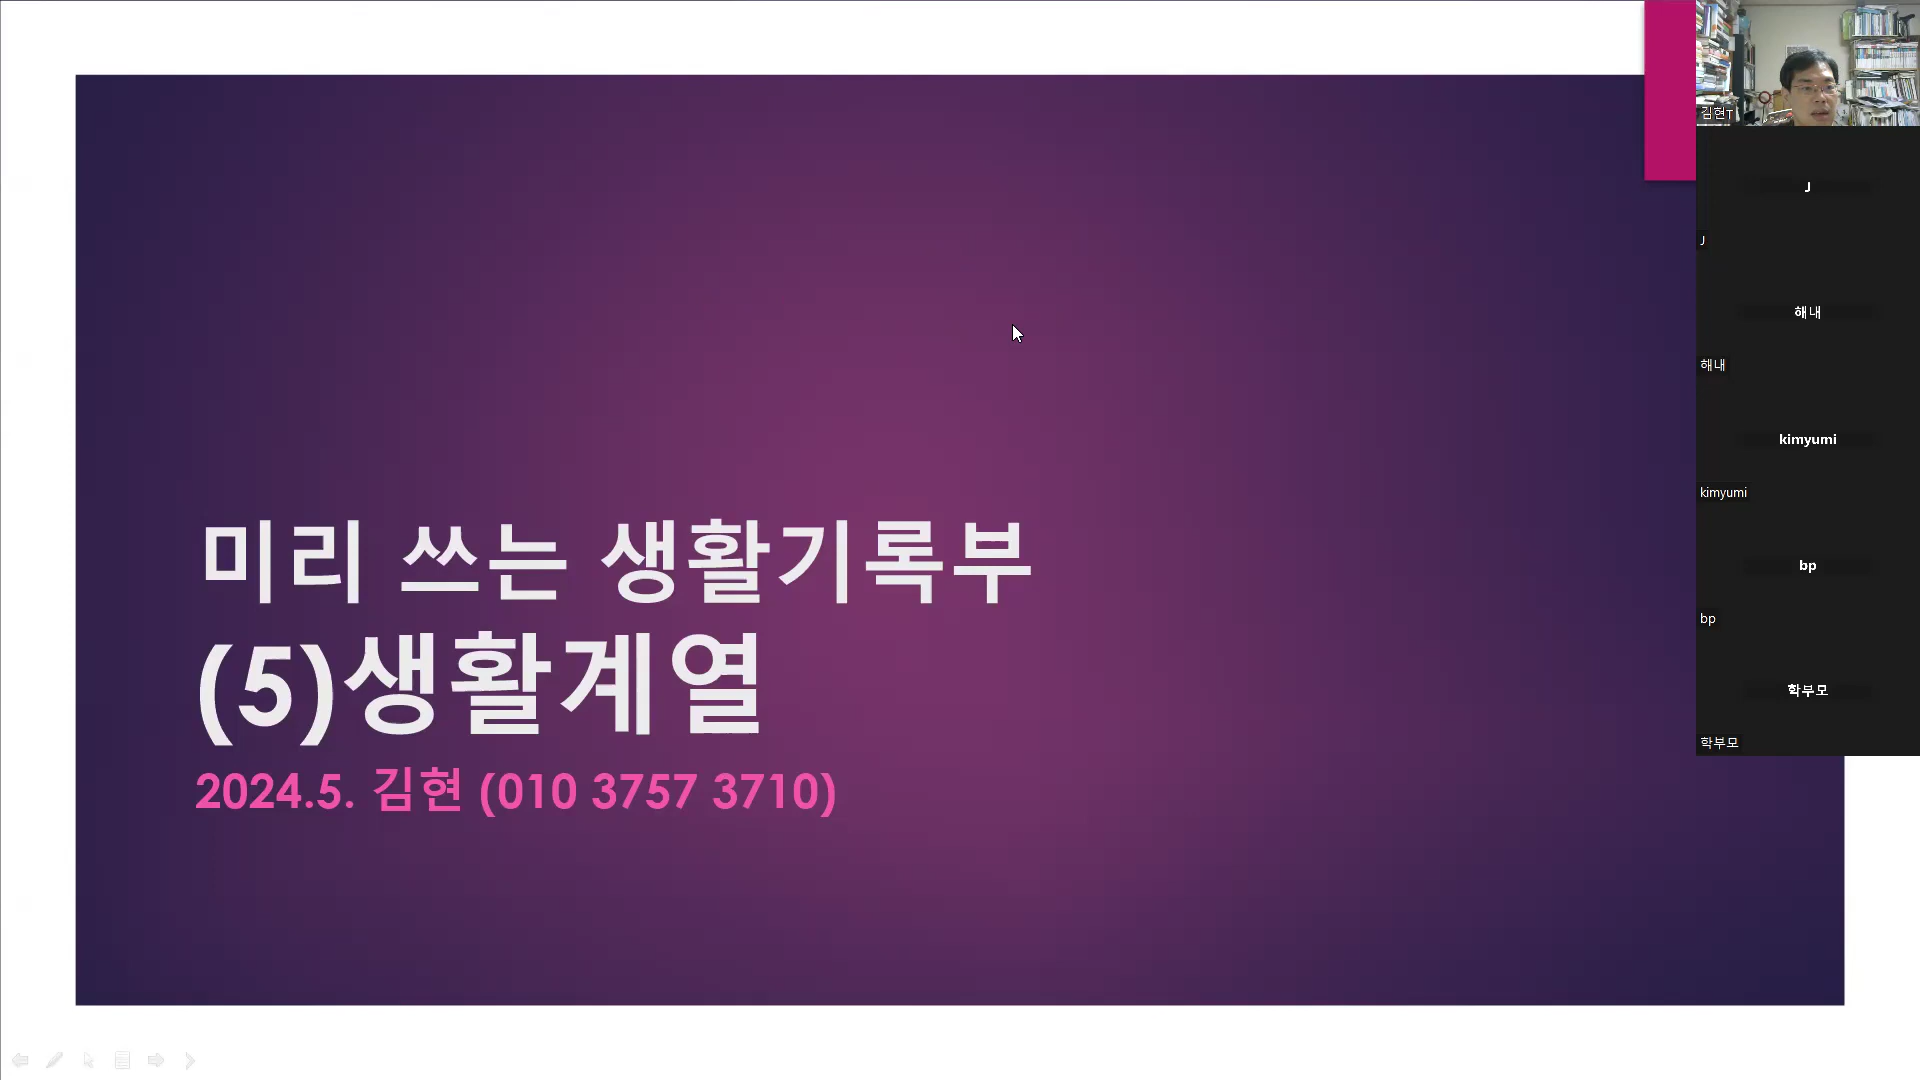 미리 쓰는 생활기록부
(5)생활계열
2024.5. 김현 (010 3757 3710)
김현T
J
J
해내
해내
kimyumi
kimyumi
bp
bp
학부모
학부모